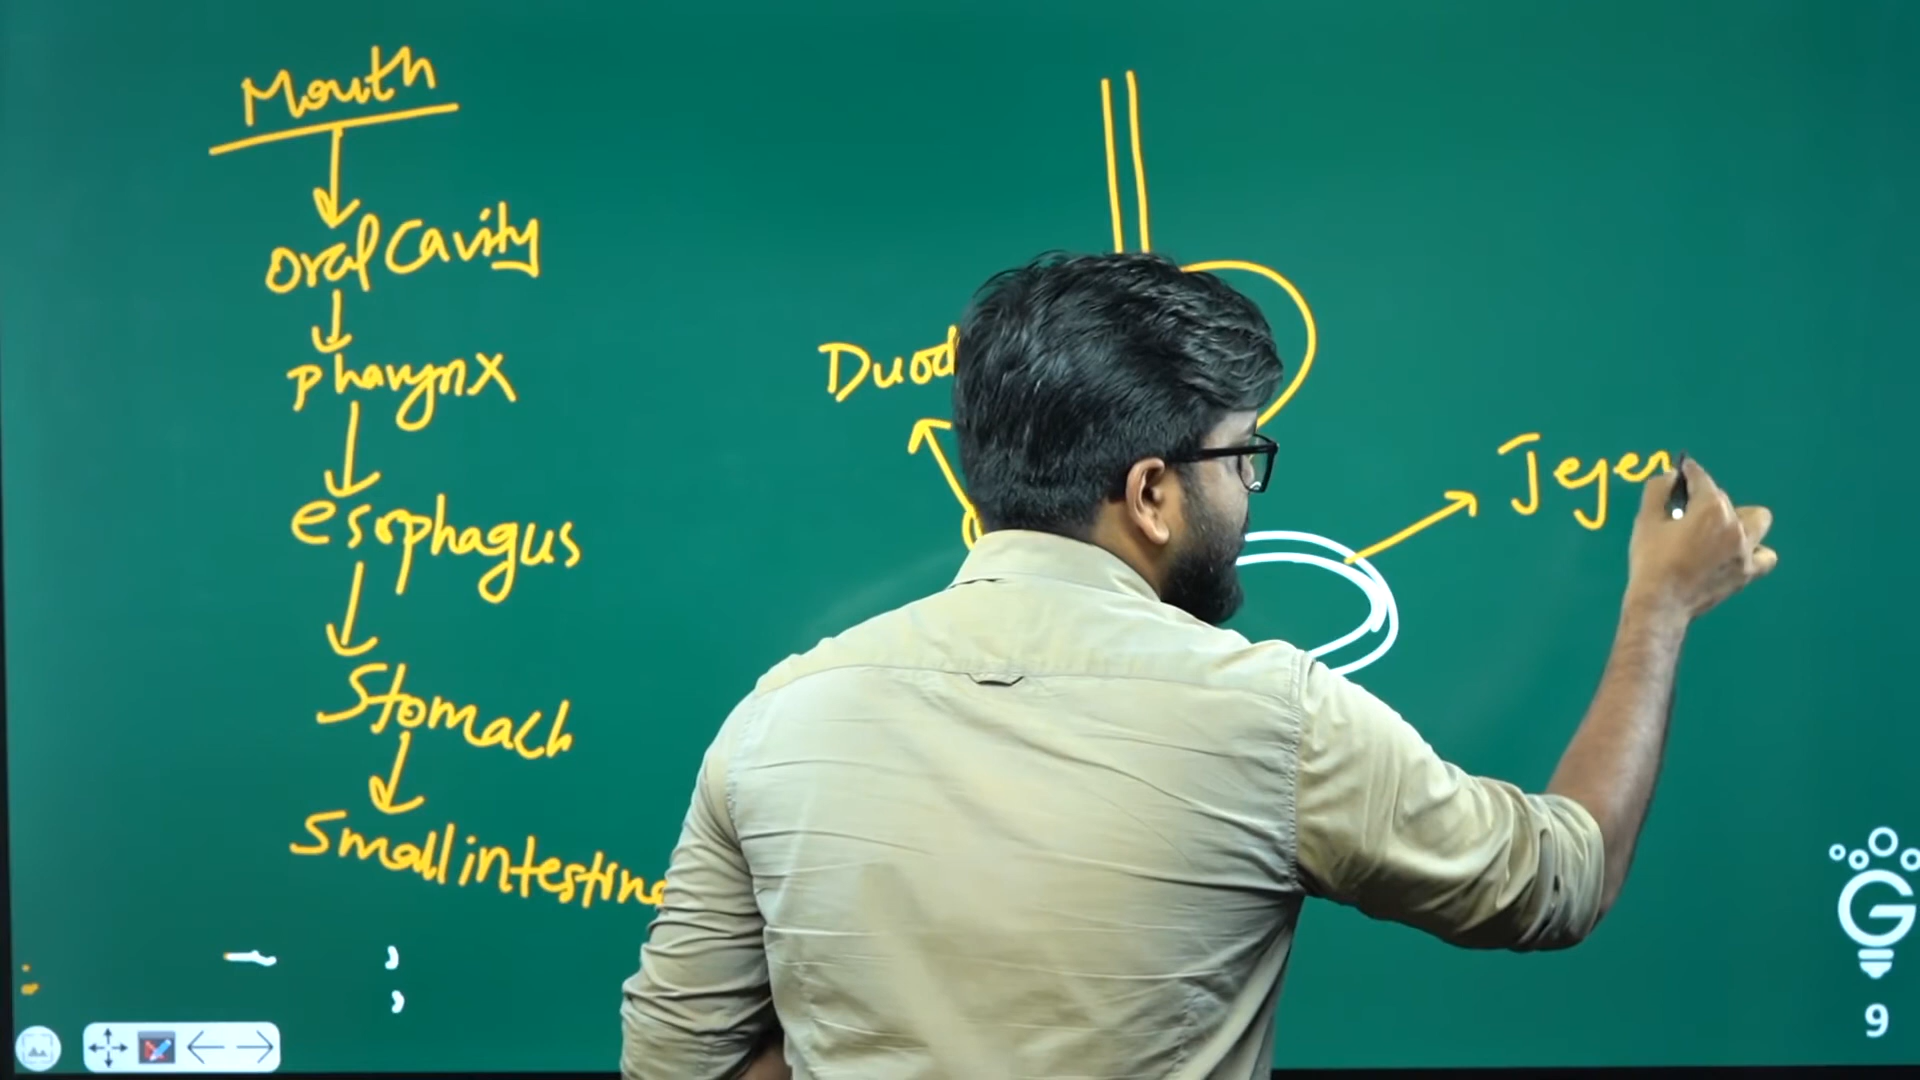 Mouth
Oral Cavity
Pharynx
esophagus
Stomach
Small intestine
Duod
Jejen
G
9